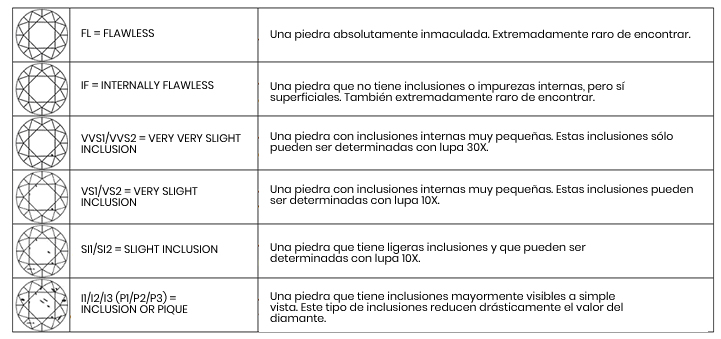 FL = FLAWLESS
Una piedra absolutamente inmaculada. Extremadamente raro de encontrar.
IF = INTERNALLY FLAWLESS
Una piedra que no tiene inclusiones o impurezas internas, pero sí
superficiales. También extremadamente raro de encontrar.
VVS1/VVS2 = VERY VERY SLIGHT
INCLUSION
Una piedra con inclusiones internas muy pequeñas. Estas inclusiones sólo
pueden ser determinadas con lupa 30X.
VS1/VS2 = VERY SLIGHT
INCLUSION
Una piedra con inclusiones internas muy pequeñas. Estas inclusiones pueden
ser determinadas con lupa 10X.
SI1/SI2 = SLIGHT INCLUSION
Una piedra que tiene ligeras inclusiones y que pueden ser
determinadas con lupa 10X.
I1/I2/I3 (P1/P2/P3) =
INCLUSION OR PIQUE
Una piedra que tiene inclusiones mayormente visibles a simple
vista. Este tipo de inclusiones reducen drásticamente el valor del
diamante.